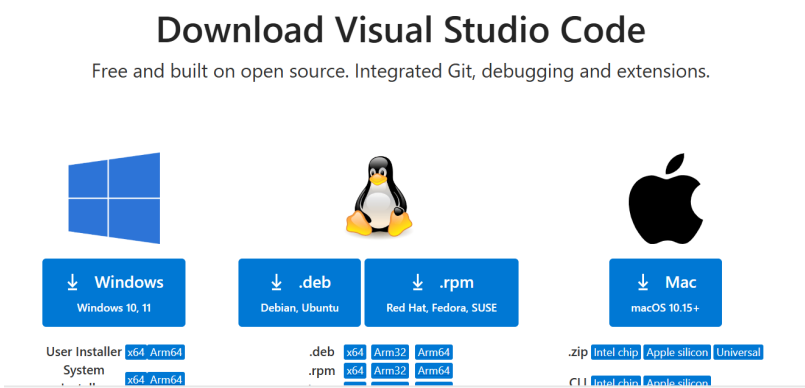 Download Visual Studio Code
Free and built on open source. Integrated Git, debugging and extensions.
Windows
Windows 10, 11
.deb
Debian, Ubuntu
.rpm
Red Hat, Fedora, SUSE
Mac
macOS 10.15+
User Installer x64 Arm64
System
x64 Arm64
.deb x64 Arm32 Arm64
.rpm x64 Arm32 Arm64
.zip Intel chip Apple silicon Universal
CLI Intel chip Apple silicon